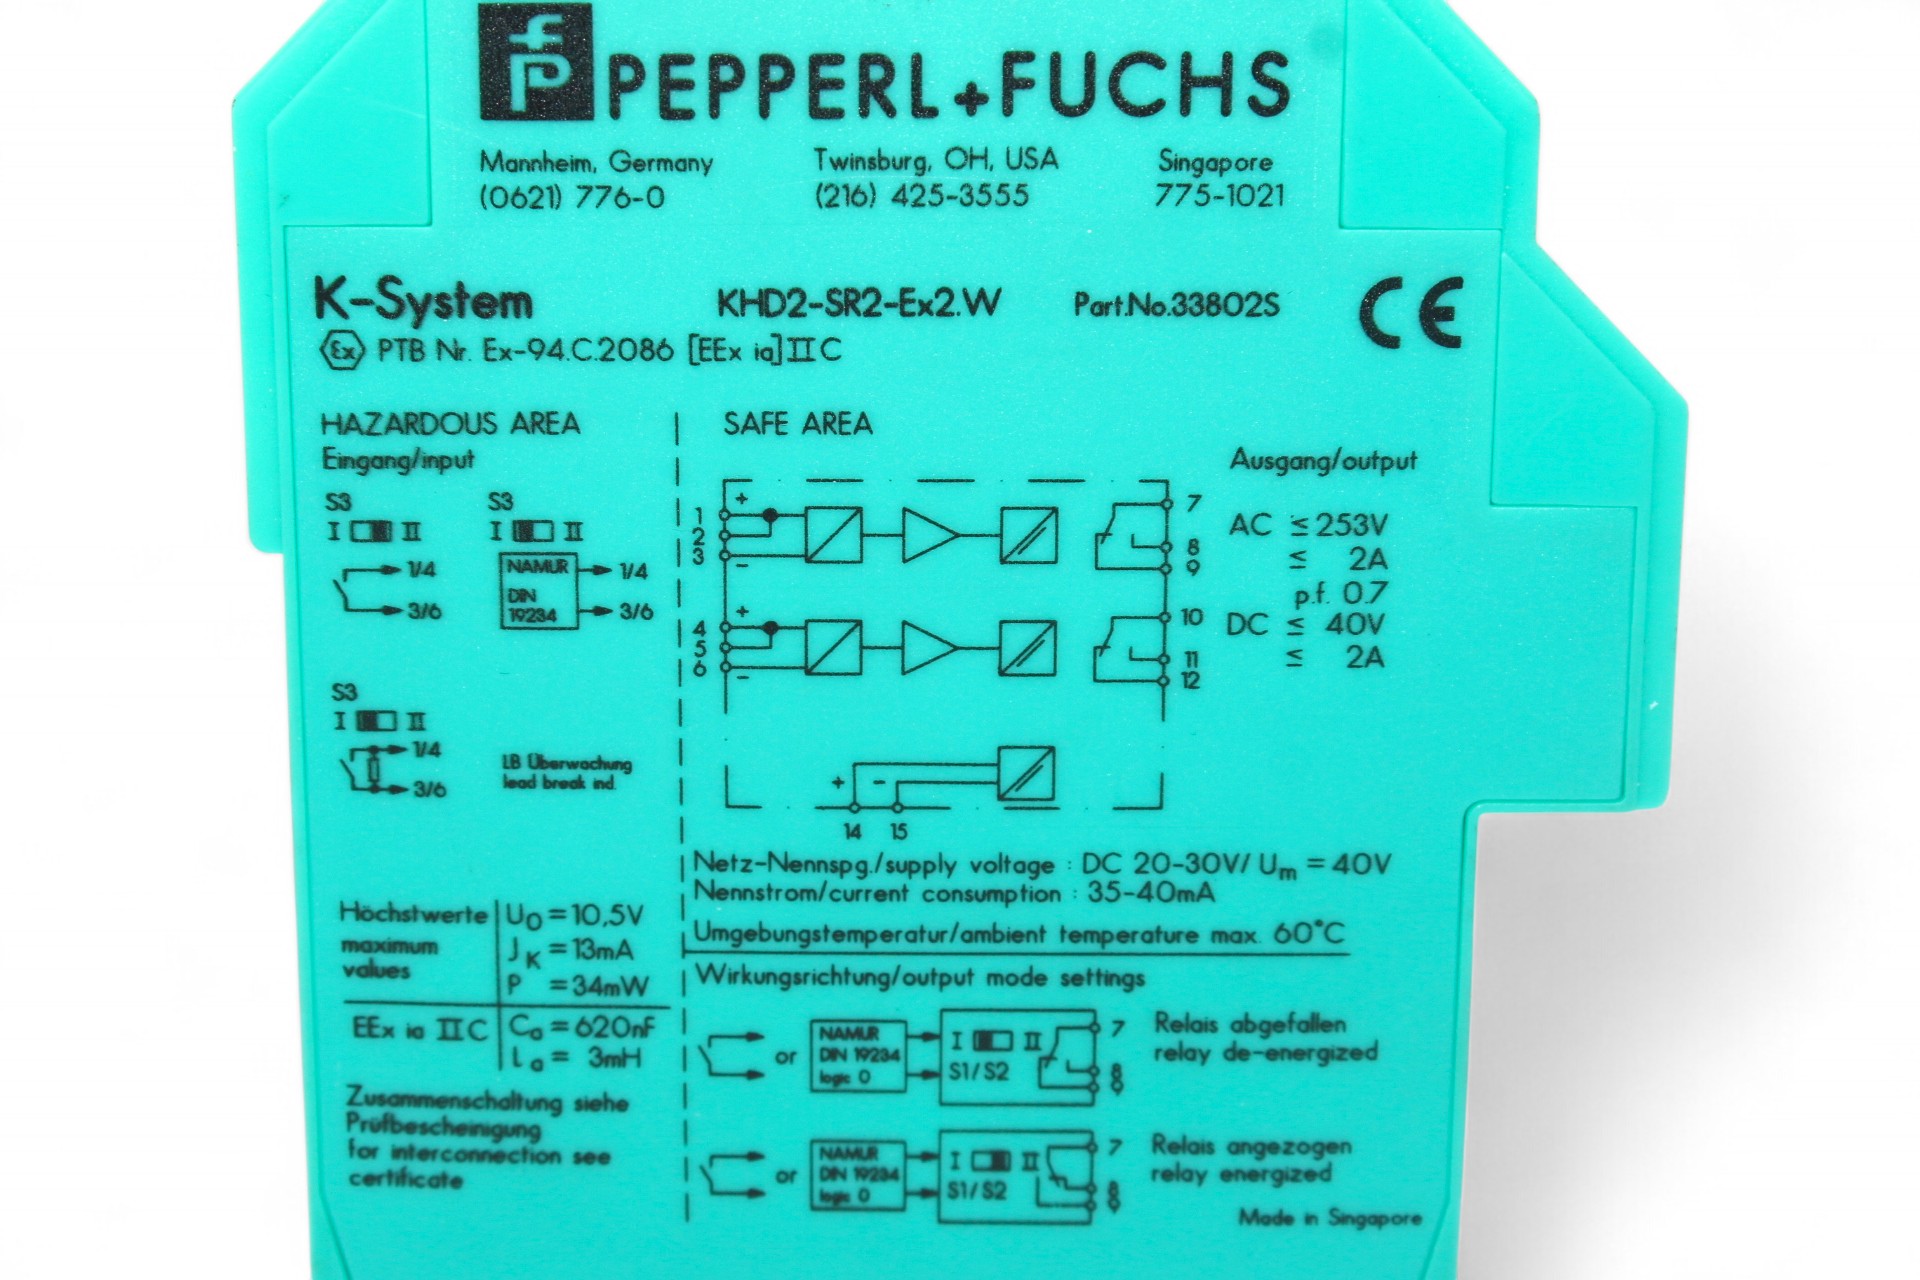 fp PEPPERL+FUCHS
Mannheim, Germany Twinsburg, OH, USA Singapore
(0621) 776-0 (216) 425-3555 775-1021
K-System KHD2-SR2-Ex2.W Part.No.33802S CE
Ex PTB Nr. Ex-94.C.2086 [EEx ia] II C
HAZARDOUS AREA
Eingang/input
S3 S3
I II I II
1/4
3/6
NAMUR
DIN
19234
1/4
3/6
S3
I II
1/4
3/6
LB Überwachung
lead break ind.
SAFE AREA
Ausgang/output
+
1
2
3
-
7
8
9
+
4
5
6
-
10
11
12
AC ≤ 253V
≤ 2A
p.f. 0.7
DC ≤ 40V
≤ 2A
+ -
14 15
Netz-Nennspg./supply voltage : DC 20-30V/ Um = 40V
Nennstrom/current consumption : 35-40mA
Umgebungstemperatur/ambient temperature max. 60°C
Höchstwerte
maximum
values
UO = 10,5V
JK = 13mA
P = 34mW
EEx ia II C
Ca = 620nF
La = 3mH
Zusammenschaltung siehe
Prüfbescheinigung
for interconnection see
certificate
Wirkungsrichtung/output mode settings
or
NAMUR
DIN 19234
logic 0
I II
S1/S2
7
8
9
Relais abgefallen
relay de-energized
or
NAMUR
DIN 19234
logic 0
I II
S1/S2
7
8
9
Relais angezogen
relay energized
Made in Singapore